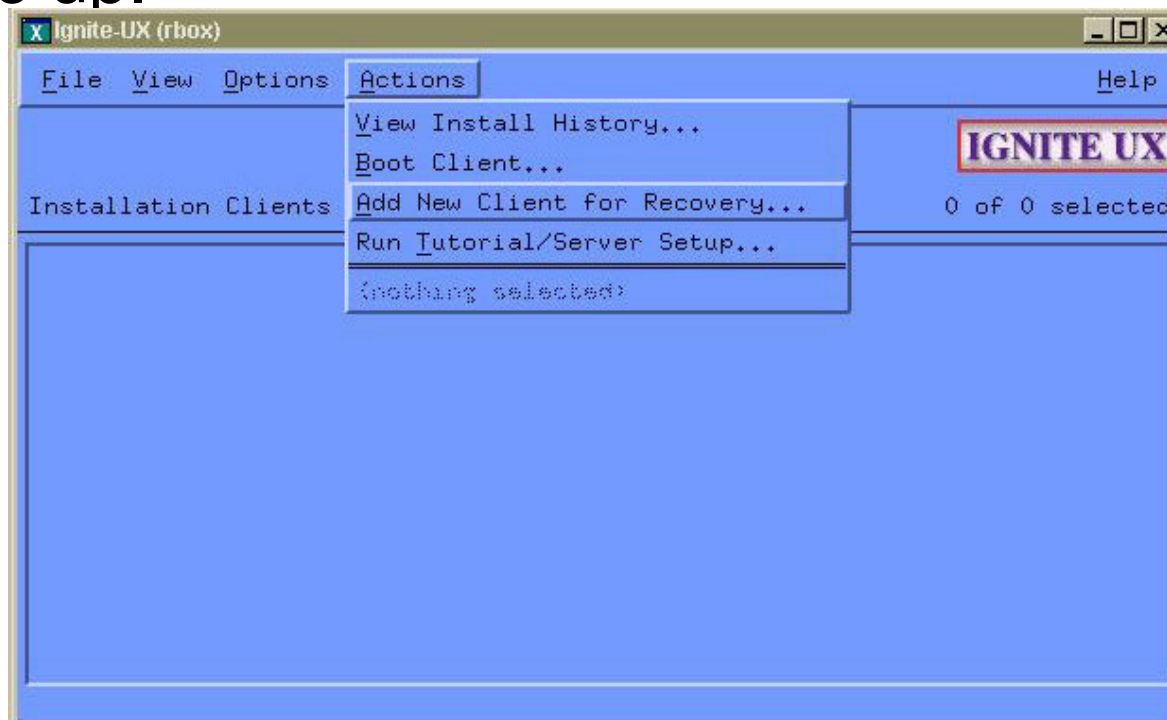 up.
Ignite-UX (rbox)
File View Options Actions Help
View Install History...
Boot Client...
IGNITE UX
Installation Clients
Add New Client for Recovery...
0 of 0 selected
Run Tutorial/Server Setup...
(nothing selected)